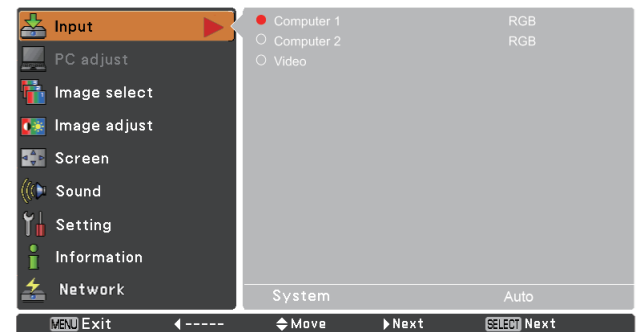 Input
PC adjust
Image select
Image adjust
Screen
Sound
Setting
Information
Network
Computer 1 RGB
Computer 2 RGB
Video
System Auto
MENU Exit ----- Move Next SELECT Next